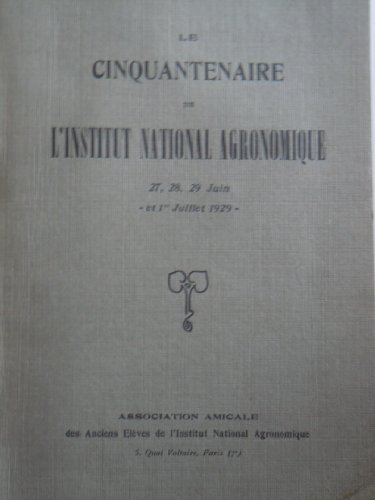 LE
CINQUANTENAIRE
DE
L'INSTITUT NATIONAL AGRONOMIQUE
27, 28, 29 Juin
- et 1er Juillet 1929 -
ASSOCIATION AMICALE
des Anciens Elèves de l'Institut National Agronomique
5, Quai Voltaire, Paris (7e)